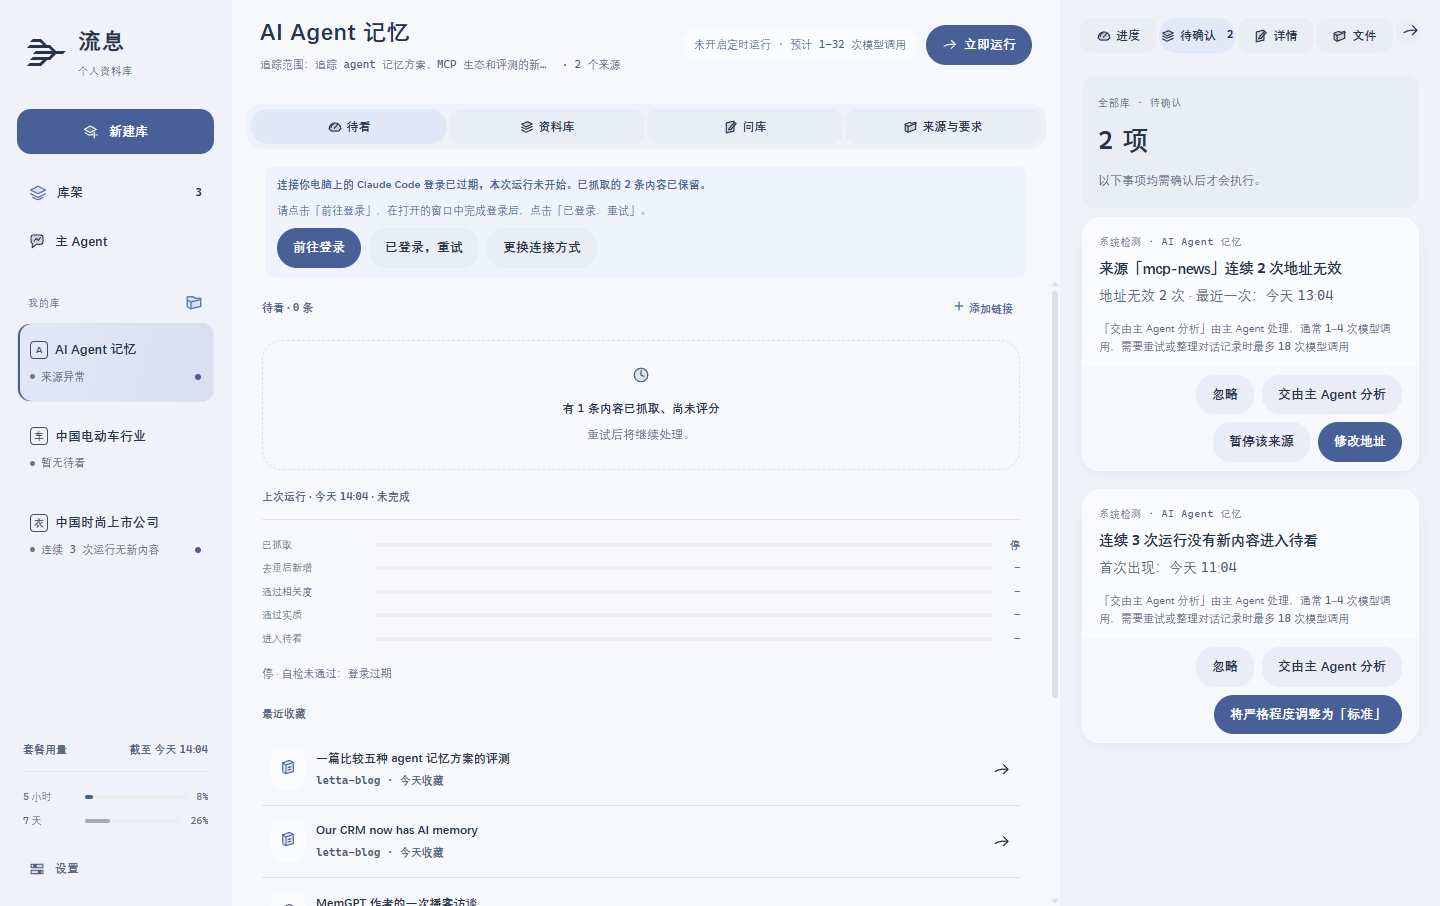 流息
个人资料库
新建库
库架 3
主 Agent
我的库
A AI Agent 记忆
来源异常
车 中国电动车行业
暂无待看
衣 中国时尚上市公司
连续 3 次运行无新内容
套餐用量 截至 今天 14:04
5 小时 8%
7 天 26%
设置
AI Agent 记忆
追踪范围：追踪 agent 记忆方案、MCP 生态和评测的新… · 2 个来源
未开启定时运行 · 预计 1–32 次模型调用
立即运行
待看
资料库
问库
来源与要求
连接你电脑上的 Claude Code 登录已过期，本次运行未开始。已抓取的 2 条内容已保留。
请点击「前往登录」，在打开的窗口中完成登录后，点击「已登录，重试」。
前往登录
已登录，重试
更换连接方式
待看 · 0 条
添加链接
有 1 条内容已抓取、尚未评分
重试后将继续处理。
上次运行 · 今天 14:04 · 未完成
已抓取 停
去重后新增 –
通过相关度 –
通过实质 –
进入待看 –
停 · 自检未通过：登录过期
最近收藏
一篇比较五种 agent 记忆方案的评测
letta-blog · 今天收藏
Our CRM now has AI memory
letta-blog · 今天收藏
MemGPT 作者的一次播客访谈
进度
待确认 2
详情
文件
全部库 · 待确认
2 项
以下事项均需确认后才会执行。
系统检测 · AI Agent 记忆
来源「mcp-news」连续 2 次地址无效
地址无效 2 次 · 最近一次：今天 13:04
「交由主 Agent 分析」由主 Agent 处理，通常 1–4 次模型调
用，需要重试或整理对话记录时最多 18 次模型调用
忽略
交由主 Agent 分析
暂停该来源
修改地址
系统检测 · AI Agent 记忆
连续 3 次运行没有新内容进入待看
首次出现：今天 11:04
「交由主 Agent 分析」由主 Agent 处理，通常 1–4 次模型调
用，需要重试或整理对话记录时最多 18 次模型调用
忽略
交由主 Agent 分析
将严格程度调整为「标准」